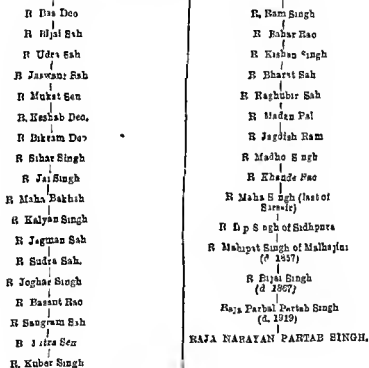 R Bas Deo
R Bijai Sah
R Udra Sah
R Jaswant Sah
R Mukat Sen
R. Keshab Deo.
R Bikram Deo
R Sihar Singh
R Jai Singh
R Maha Bakhsh
R Kalyan Singh
R Jagman Sah
R Sudra Sah.
R Joghar Singh
R Basant Rao
R Sangram Sah
R Sen
R. Kuber Singh
R. Ram Singh
R Babar Rao
R Kishan Singh
R Bharat Sah
R Raghubir Sah
R Madan Pal
R Jagdish Ram
R Madho Singh
R Khande Rao
R Maha Singh (last of
R Singh of Sidhpura
R Mahipat Singh of Malhajini
(d 1857)
R Bijai Singh
(d 1867)
Raja Parbal Partab Singh
(d. 1919)
RAJA NARAYAN PARTAB SINGH.